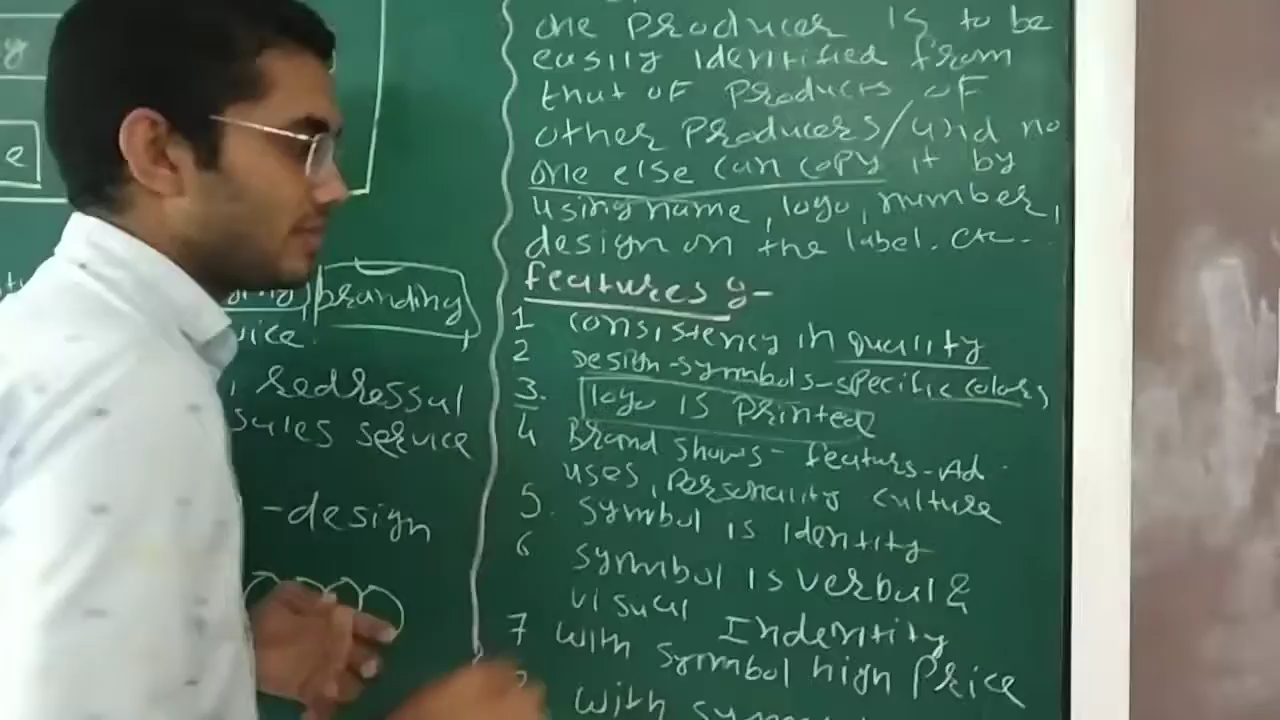 y
e
branding
vice
redressal
sales service
-design
the producer is to be
easily identified from
that of products of
other producers/and no
one else can copy it by
using name, logo, number,
design on the label. etc-..
features :-
1 consistency in quality
2 Design-symbols-specific colors
3. logo is printed
4 Brand shows- featurs-Ad.
uses, personality culture
5. symbol is identity
6 symbol is verbal &
visual Indentity
7 with symbol high price
with